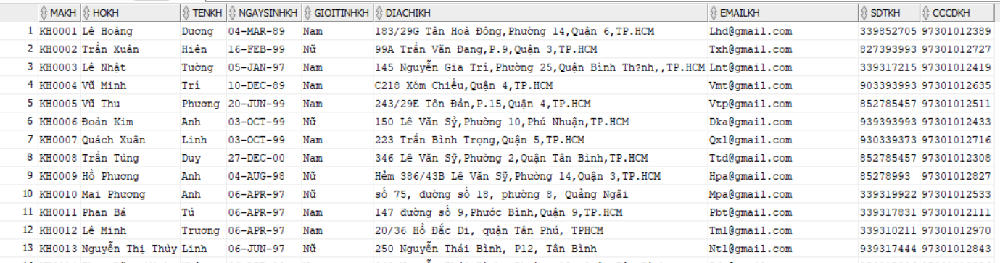 MAKH HOKH TENKH NGAYSINHKH GIOITINHKH DIACHIKH EMAILKH SDTKH CCCDKH
1 KH0001 Lê Hoàng Dương 04-MAR-89 Nam 183/29G Tân Hoà Đông,Phường 14,Quận 6,TP.HCM Lhd@gmail.com 339852705 97301012389
2 KH0002 Trần Xuân Hiên 16-FEB-99 Nữ 99A Trần Văn Đang,P.9,Quận 3,TP.HCM Txh@gmail.com 827393993 97301012727
3 KH0003 Lê Nhật Tường 05-JAN-97 Nam 145 Nguyễn Gia Trí,Phường 25,Quận Bình Th?nh,,TP.HCM Lnt@gmail.com 339317215 97301012419
4 KH0004 Vũ Minh Trí 10-DEC-89 Nam C218 Xóm Chiếu,Quận 4,TP.HCM Vmt@gmail.com 903393993 97301012635
5 KH0005 Vũ Thu Phương 20-JUN-99 Nam 243/29E Tôn Đản,P.15,Quận 4,TP.HCM Vtp@gmail.com 852785457 97301012511
6 KH0006 Đoàn Kim Anh 03-OCT-99 Nữ 150 Lê Văn Sỷ,Phường 10,Phú Nhuận,TP.HCM Dka@gmail.com 939393993 97301012433
7 KH0007 Quách Xuân Linh 03-OCT-99 Nam 223 Trần Bình Trọng,Quận 5,TP.HCM Qxl@gmail.com 930339373 97301012716
8 KH0008 Trần Tùng Duy 27-DEC-00 Nam 346 Lê Văn Sỹ,Phường 2,Quận Tân Bình,TP.HCM Ttd@gmail.com 852785457 97301012308
9 KH0009 Hồ Phương Anh 04-AUG-98 Nữ Hẻm 386/43B Lê Văn Sỹ,Phường 14,Quận 3,TP.HCM Hpa@gmail.com 85278993 97301012827
10 KH0010 Mai Phương Anh 06-APR-97 Nữ số 75, đường số 18, phường 8, Quảng Ngãi Mpa@gmail.com 339319922 97301012533
11 KH0011 Phan Bá Tú 06-APR-97 Nam 147 đường số 9,Phước Bình,Quận 9,TP.HCM Pbt@gmail.com 339317831 97301012111
12 KH0012 Lê Minh Trương 06-APR-97 Nam 20/36 Hồ Đắc Di, quận Tân Phú, TPHCM Tml@gmail.com 339310211 97301012970
13 KH0013 Nguyễn Thị Thùy Linh 06-JUN-97 Nữ 250 Nguyễn Thái Bình, P12, Tân Bình Ntl@gmail.com 939317444 97301012843